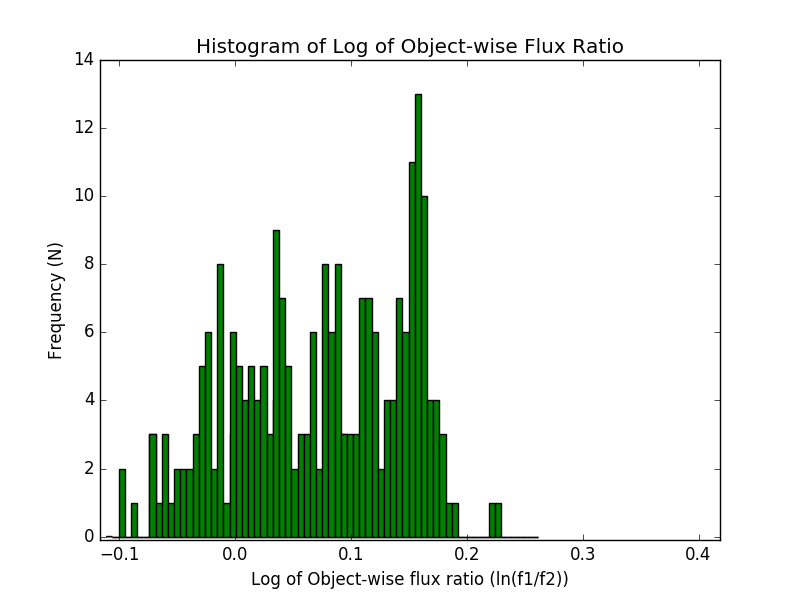 Histogram of Log of Object-wise Flux Ratio
14
12
10
8
6
4
2
0
Frequency (N)
−0.1 0.0 0.1 0.2 0.3 0.4
Log of Object-wise flux ratio (ln(f1/f2))